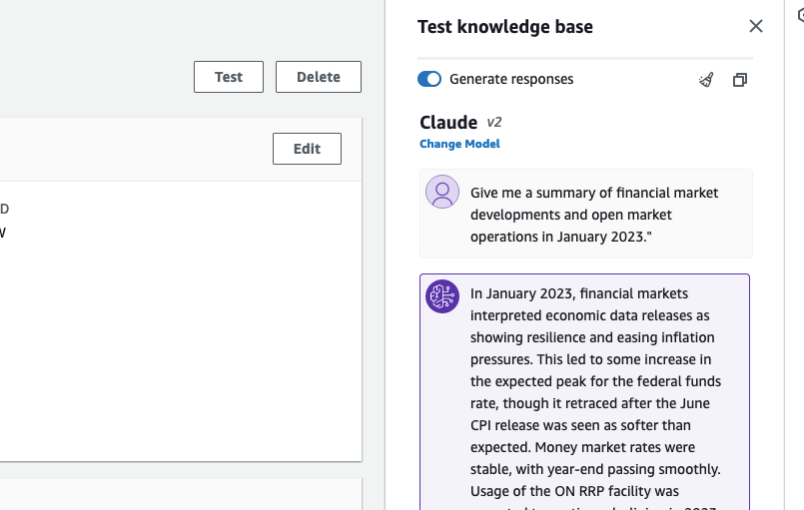 Test knowledge base
Test
Delete
Generate responses
Claude v2
Change Model
Edit
Give me a summary of financial market
developments and open market
operations in January 2023."
D
In January 2023, financial markets
interpreted economic data releases as
showing resilience and easing inflation
pressures. This led to some increase in
the expected peak for the federal funds
rate, though it retraced after the June
CPI release was seen as softer than
expected. Money market rates were
stable, with year-end passing smoothly.
Usage of the ON RRP facility was